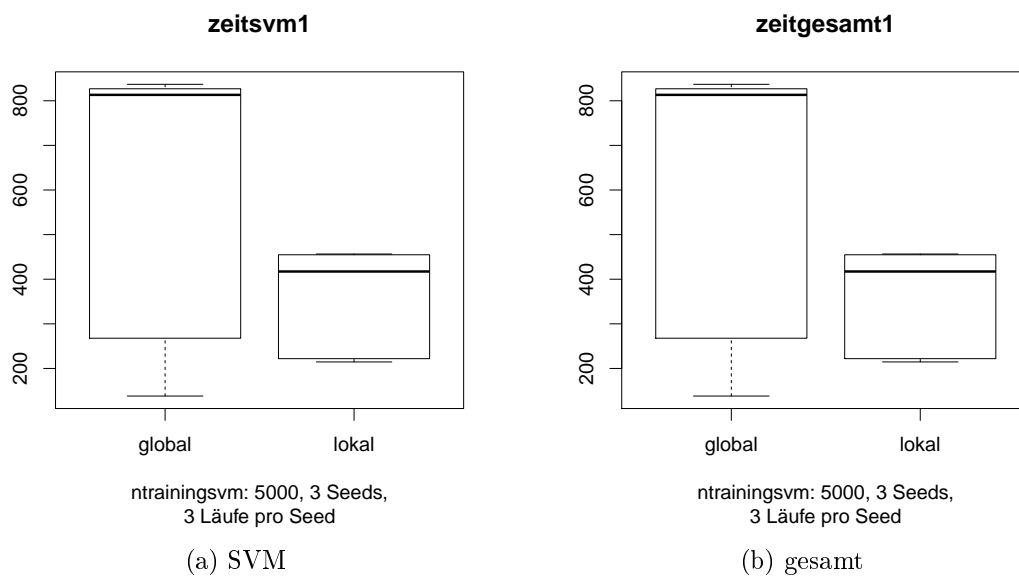 zeitsvm1
800
600
400
200
global lokal
ntrainingsvm: 5000, 3 Seeds,
3 Läufe pro Seed
(a) SVM
zeitgesamt1
800
600
400
200
global lokal
ntrainingsvm: 5000, 3 Seeds,
3 Läufe pro Seed
(b) gesamt